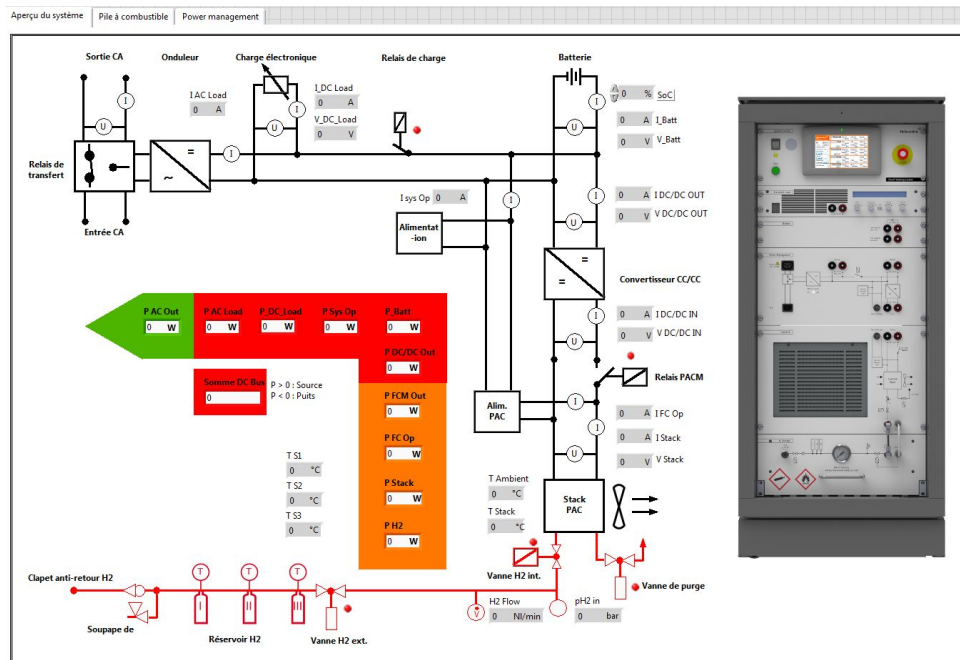 Aperçu du système
Pile à combustible
Power management
Sortie CA
Onduleur
Charge électronique
Relais de charge
Batterie
I AC Load
0 A
I_DC Load
0 A
V_DC_Load
0 V
0 % SoC
0 A I_Batt
0 V V_Batt
I
U
I
U
I
I
U
=
~
Relais de
transfert
Entrée CA
I sys Op 0 A
I
Alimentat
-ion
I
U
0 A I DC/DC OUT
0 V V DC/DC OUT
=
=
Convertisseur CC/CC
I
U
0 A I DC/DC IN
0 V V DC/DC IN
P AC Out
0 W
P AC Load
0 W
P_DC_Load
0 W
P Sys Op
0 W
P_Batt
0 W
P DC/DC Out
0 W
Somme DC Bus
0
P > 0 : Source
P < 0 : Puits
P FCM Out
0 W
P FC Op
0 W
P Stack
0 W
P H2
0 W
Relais PACM
Alim.
PAC
I
I
U
0 A I FC Op
0 A I Stack
0 V V Stack
T S1
0 °C
T S2
0 °C
T S3
0 °C
T Ambient
0 °C
T Stack
0 °C
Stack
PAC
Vanne H2 int.
Vanne de purge
Clapet anti-retour H2
T
T
T
I
II
III
Soupape de
Réservoir H2
Vanne H2 ext.
V
H2 Flow
0 Nl/min
pH2 in
0 bar